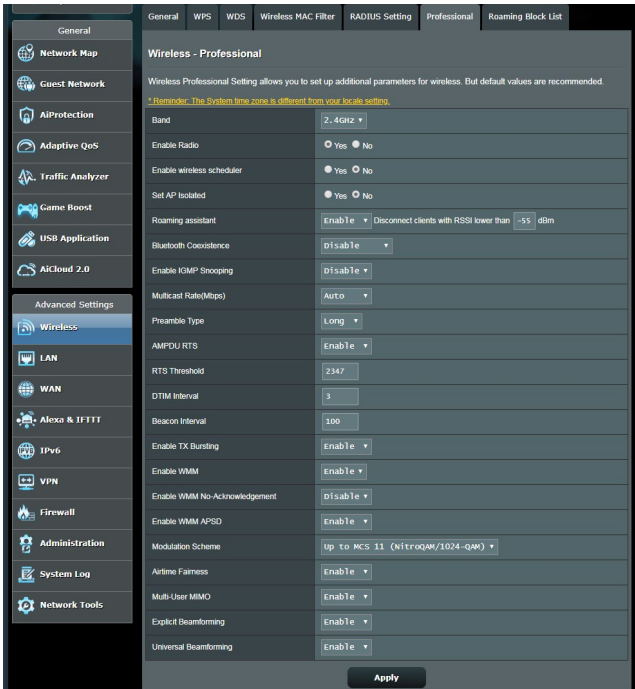 General WPS WDS Wireless MAC Filter RADIUS Setting Professional Roaming Block List
General
Network Map
Guest Network
AiProtection
Adaptive QoS
Traffic Analyzer
Game Boost
USB Application
AiCloud 2.0
Advanced Settings
Wireless
LAN
WAN
Alexa & IFTTT
IPv6
VPN
Firewall
Administration
System Log
Network Tools
Wireless - Professional
Wireless Professional Setting allows you to set up additional parameters for wireless. But default values are recommended.
* Reminder: The System time zone is different from your locale setting.
Band 2.4GHz
Enable Radio Yes No
Enable wireless scheduler Yes No
Set AP Isolated Yes No
Roaming assistant Enable Disconnect clients with RSSI lower than -55 dBm
Bluetooth Coexistence Disable
Enable IGMP Snooping Disable
Multicast Rate(Mbps) Auto
Preamble Type Long
AMPDU RTS Enable
RTS Threshold 2347
DTIM Interval 3
Beacon Interval 100
Enable TX Bursting Enable
Enable WMM Enable
Enable WMM No-Acknowledgement Disable
Enable WMM APSD Enable
Modulation Scheme Up to MCS 11 (NitroQAM/1024-QAM)
Airtime Fairness Enable
Multi-User MIMO Enable
Explicit Beamforming Enable
Universal Beamforming Enable
Apply